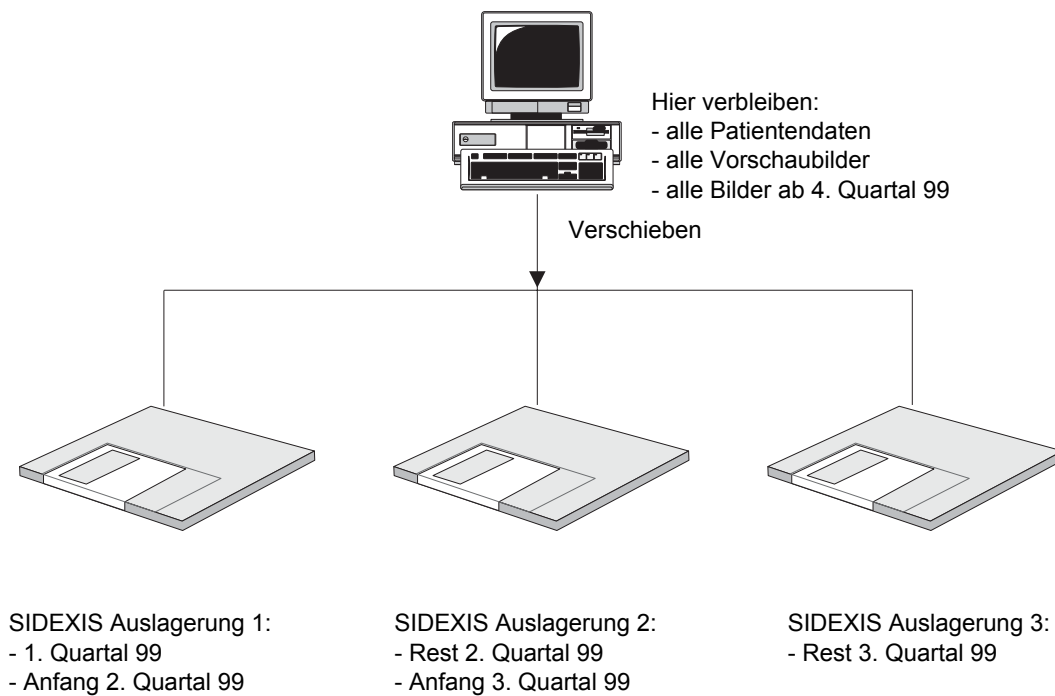 Hier verbleiben:
- alle Patientendaten
- alle Vorschaubilder
- alle Bilder ab 4. Quartal 99
Verschieben
SIDEXIS Auslagerung 1:
- 1. Quartal 99
- Anfang 2. Quartal 99
SIDEXIS Auslagerung 2:
- Rest 2. Quartal 99
- Anfang 3. Quartal 99
SIDEXIS Auslagerung 3:
- Rest 3. Quartal 99